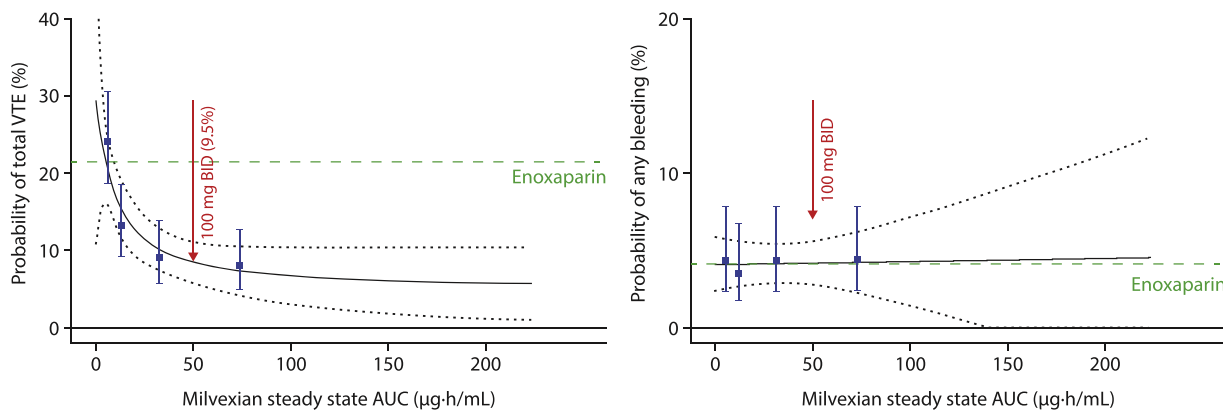 Probability of total VTE (%)
40
30
20
10
0
100 mg BID (9.5%)
Enoxaparin
0
50
100
150
200
Milvexian steady state AUC (µg·h/mL)
Probability of any bleeding (%)
20
10
0
100 mg BID
Enoxaparin
0
50
100
150
200
Milvexian steady state AUC (µg·h/mL)